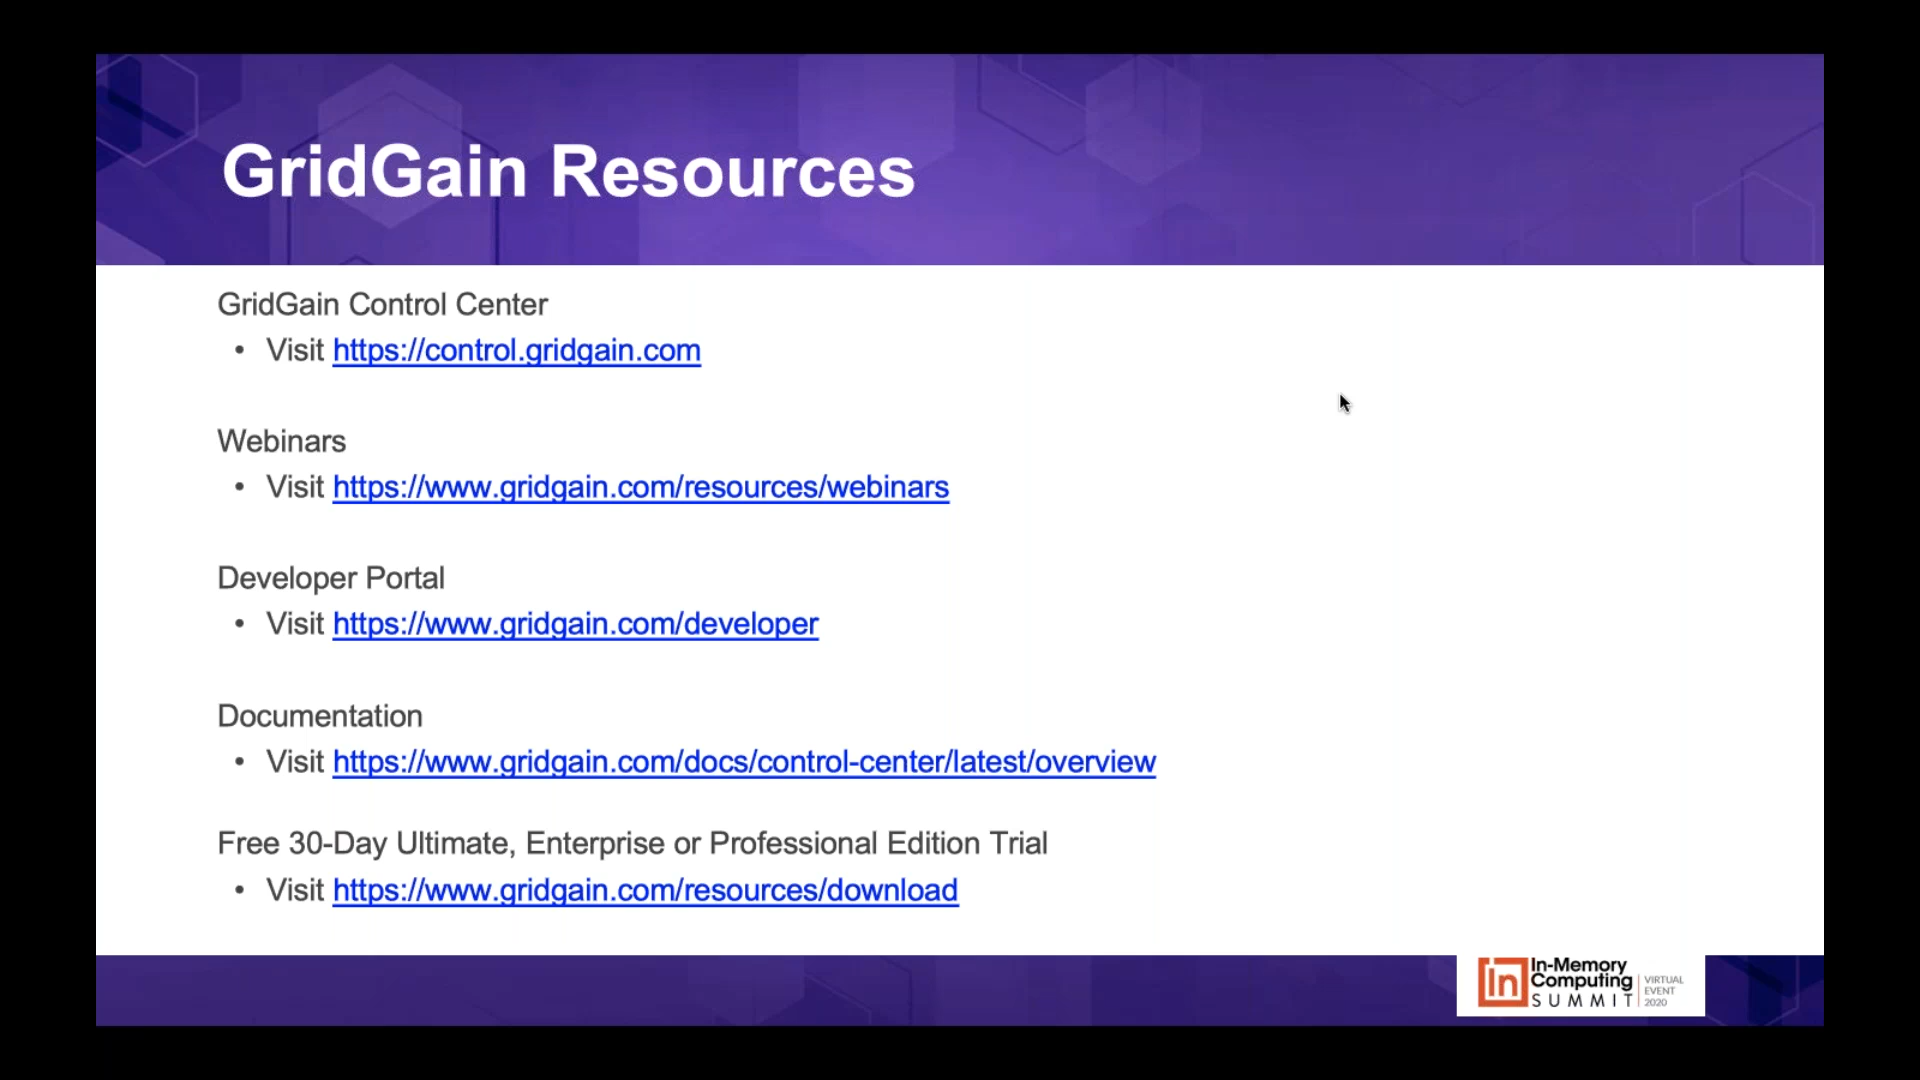 GridGain Resources
GridGain Control Center
• Visit https://control.gridgain.com
Webinars
• Visit https://www.gridgain.com/resources/webinars
Developer Portal
• Visit https://www.gridgain.com/developer
Documentation
• Visit https://www.gridgain.com/docs/control-center/latest/overview
Free 30-Day Ultimate, Enterprise or Professional Edition Trial
• Visit https://www.gridgain.com/resources/download
In
In-Memory
Computing
SUMMIT
VIRTUAL
EVENT
2020